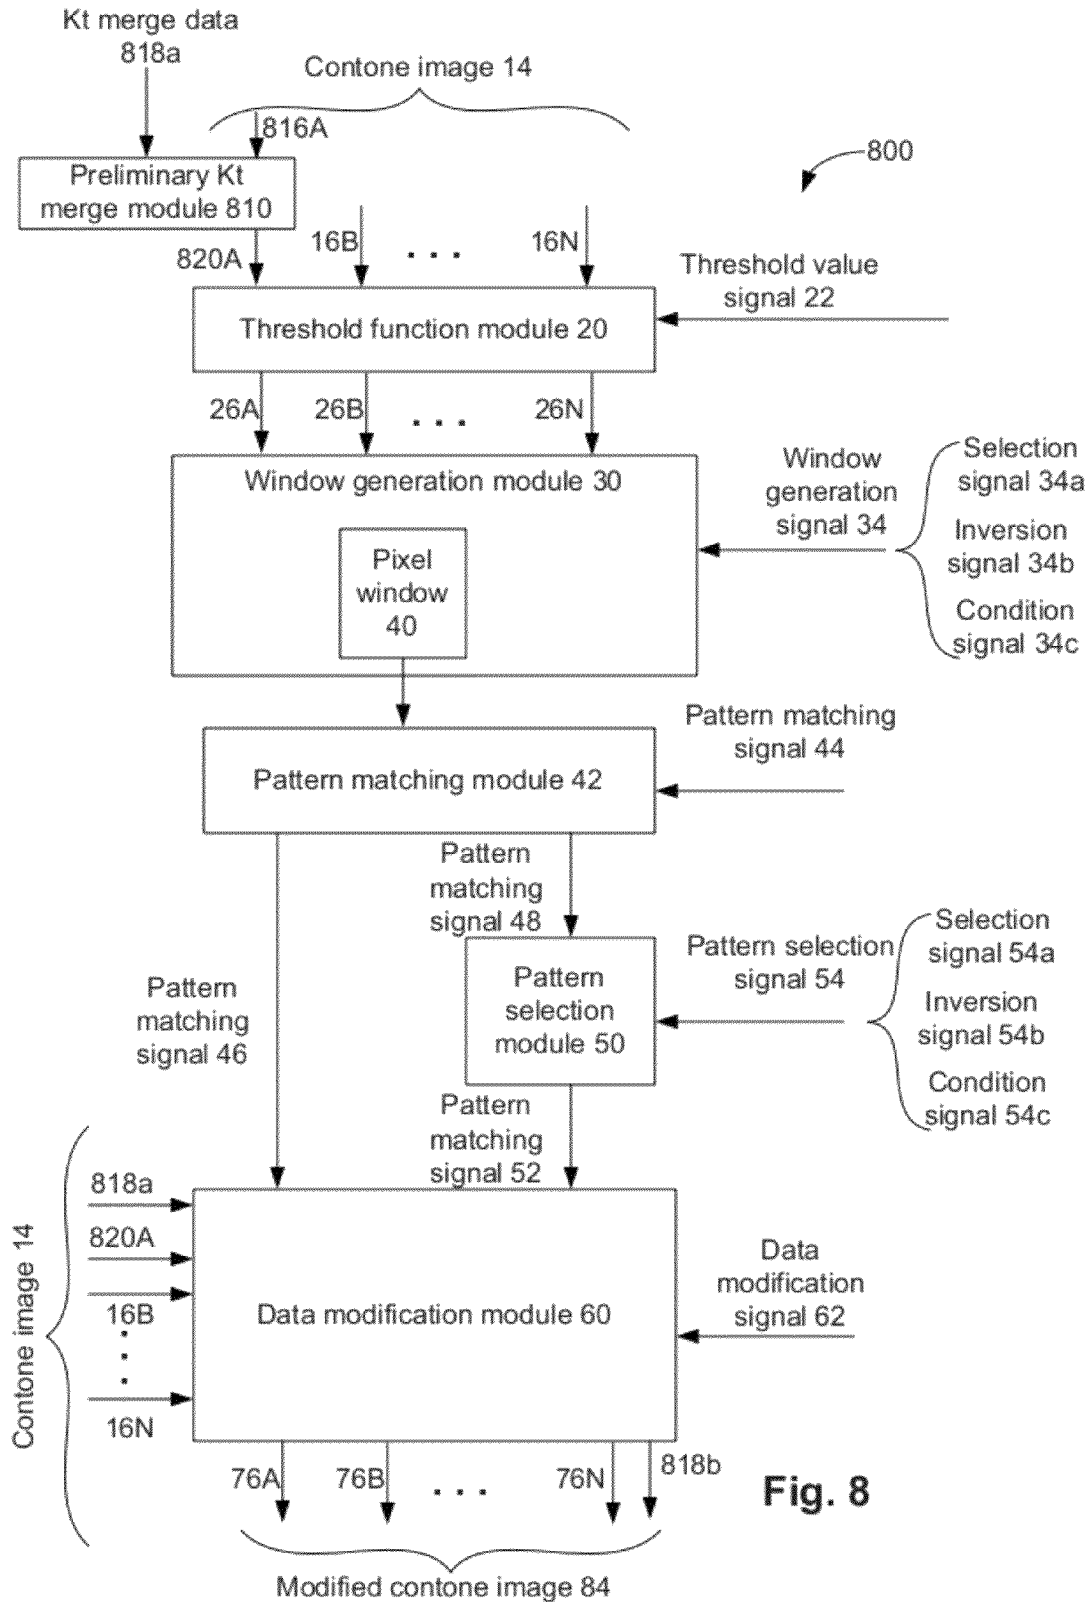 Kt merge data
818a
Contone image 14
816A
800
Preliminary Kt
merge module 810
820A
16B
. . .
16N
Threshold value
signal 22
Threshold function module 20
26A
26B
. . .
26N
Window generation module 30
Window
generation
signal 34
Selection
signal 34a
Inversion
signal 34b
Condition
signal 34c
Pixel
window
40
Pattern matching
signal 44
Pattern matching module 42
Pattern
matching
signal 48
Pattern selection
signal 54
Selection
signal 54a
Inversion
signal 54b
Condition
signal 54c
Pattern
selection
module 50
Pattern
matching
signal 46
Pattern
matching
signal 52
Contone image 14
818a
820A
16B
. . .
16N
Data modification module 60
Data
modification
signal 62
76A
76B
. . .
76N
818b
Fig. 8
Modified contone image 84